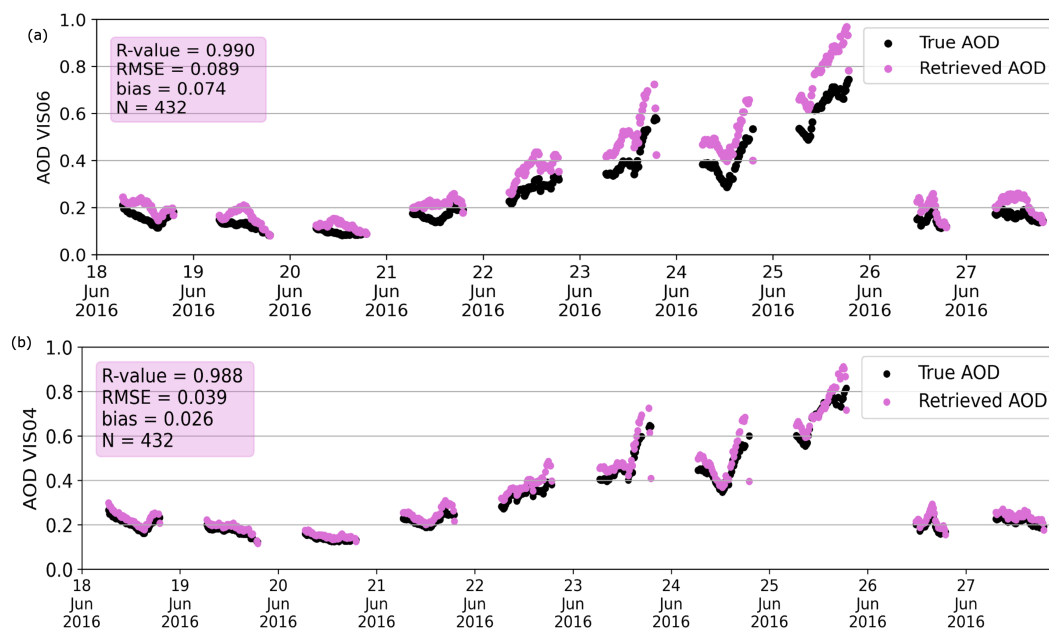 (a)
AOD VIS06
1.0
0.8
0.6
0.4
0.2
0.0
R-value = 0.990
RMSE = 0.089
bias = 0.074
N = 432
True AOD
Retrieved AOD
18 19 20 21 22 23 24 25 26 27
Jun Jun Jun Jun Jun Jun Jun Jun Jun Jun
2016 2016 2016 2016 2016 2016 2016 2016 2016 2016
(b)
AOD VIS04
1.0
0.8
0.6
0.4
0.2
0.0
R-value = 0.988
RMSE = 0.039
bias = 0.026
N = 432
True AOD
Retrieved AOD
18 19 20 21 22 23 24 25 26 27
Jun Jun Jun Jun Jun Jun Jun Jun Jun Jun
2016 2016 2016 2016 2016 2016 2016 2016 2016 2016